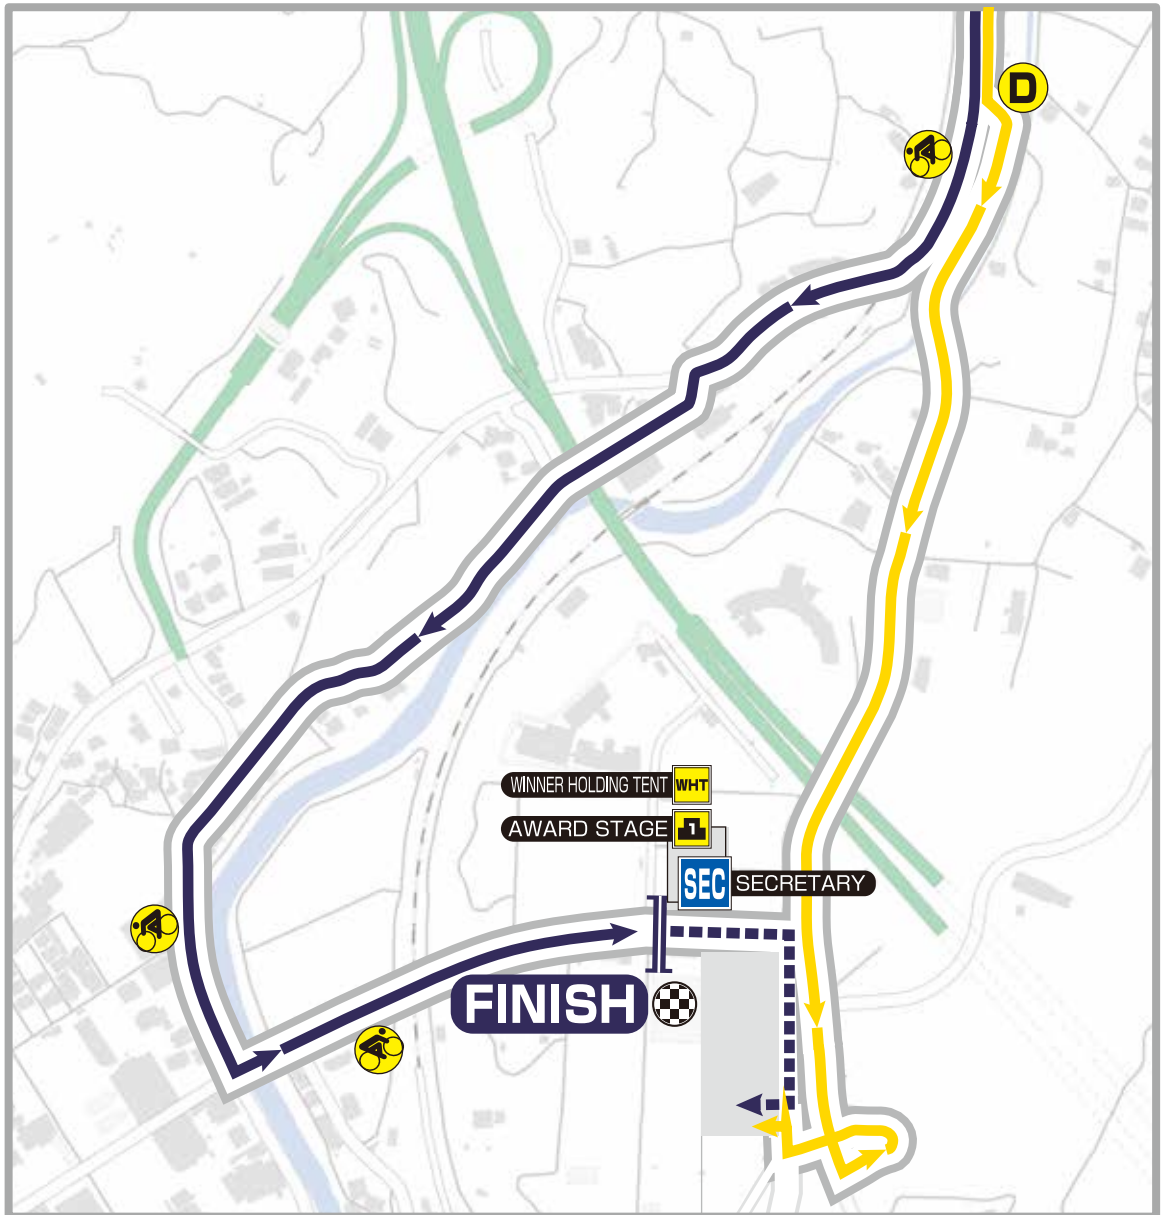 D
WINNER HOLDING TENT WHT
AWARD STAGE 1
SEC SECRETARY
FINISH